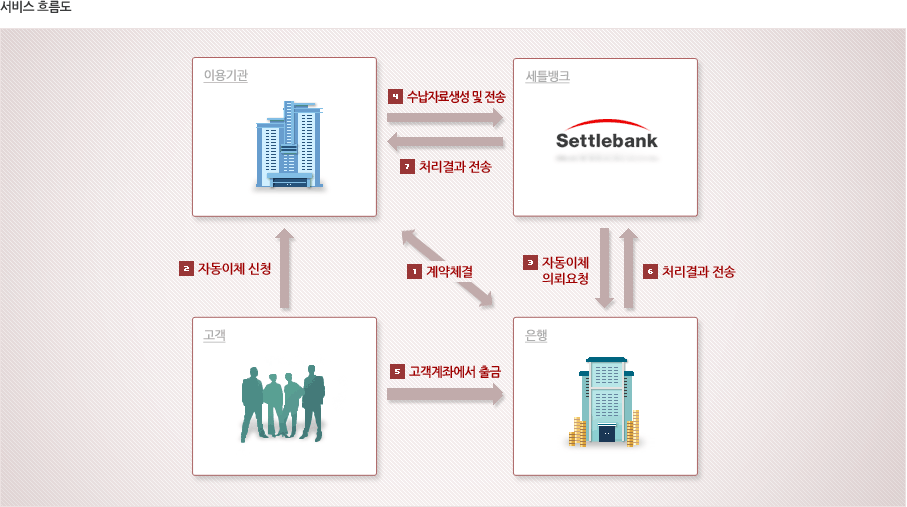 서비스 흐름도
이용기관
세틀뱅크
4 수납자료생성 및 전송
Settlebank
7 처리결과 전송
2 자동이체 신청
1 계약체결
3 자동이체
의뢰요청
6 처리결과 전송
고객
은행
5 고객계좌에서 출금